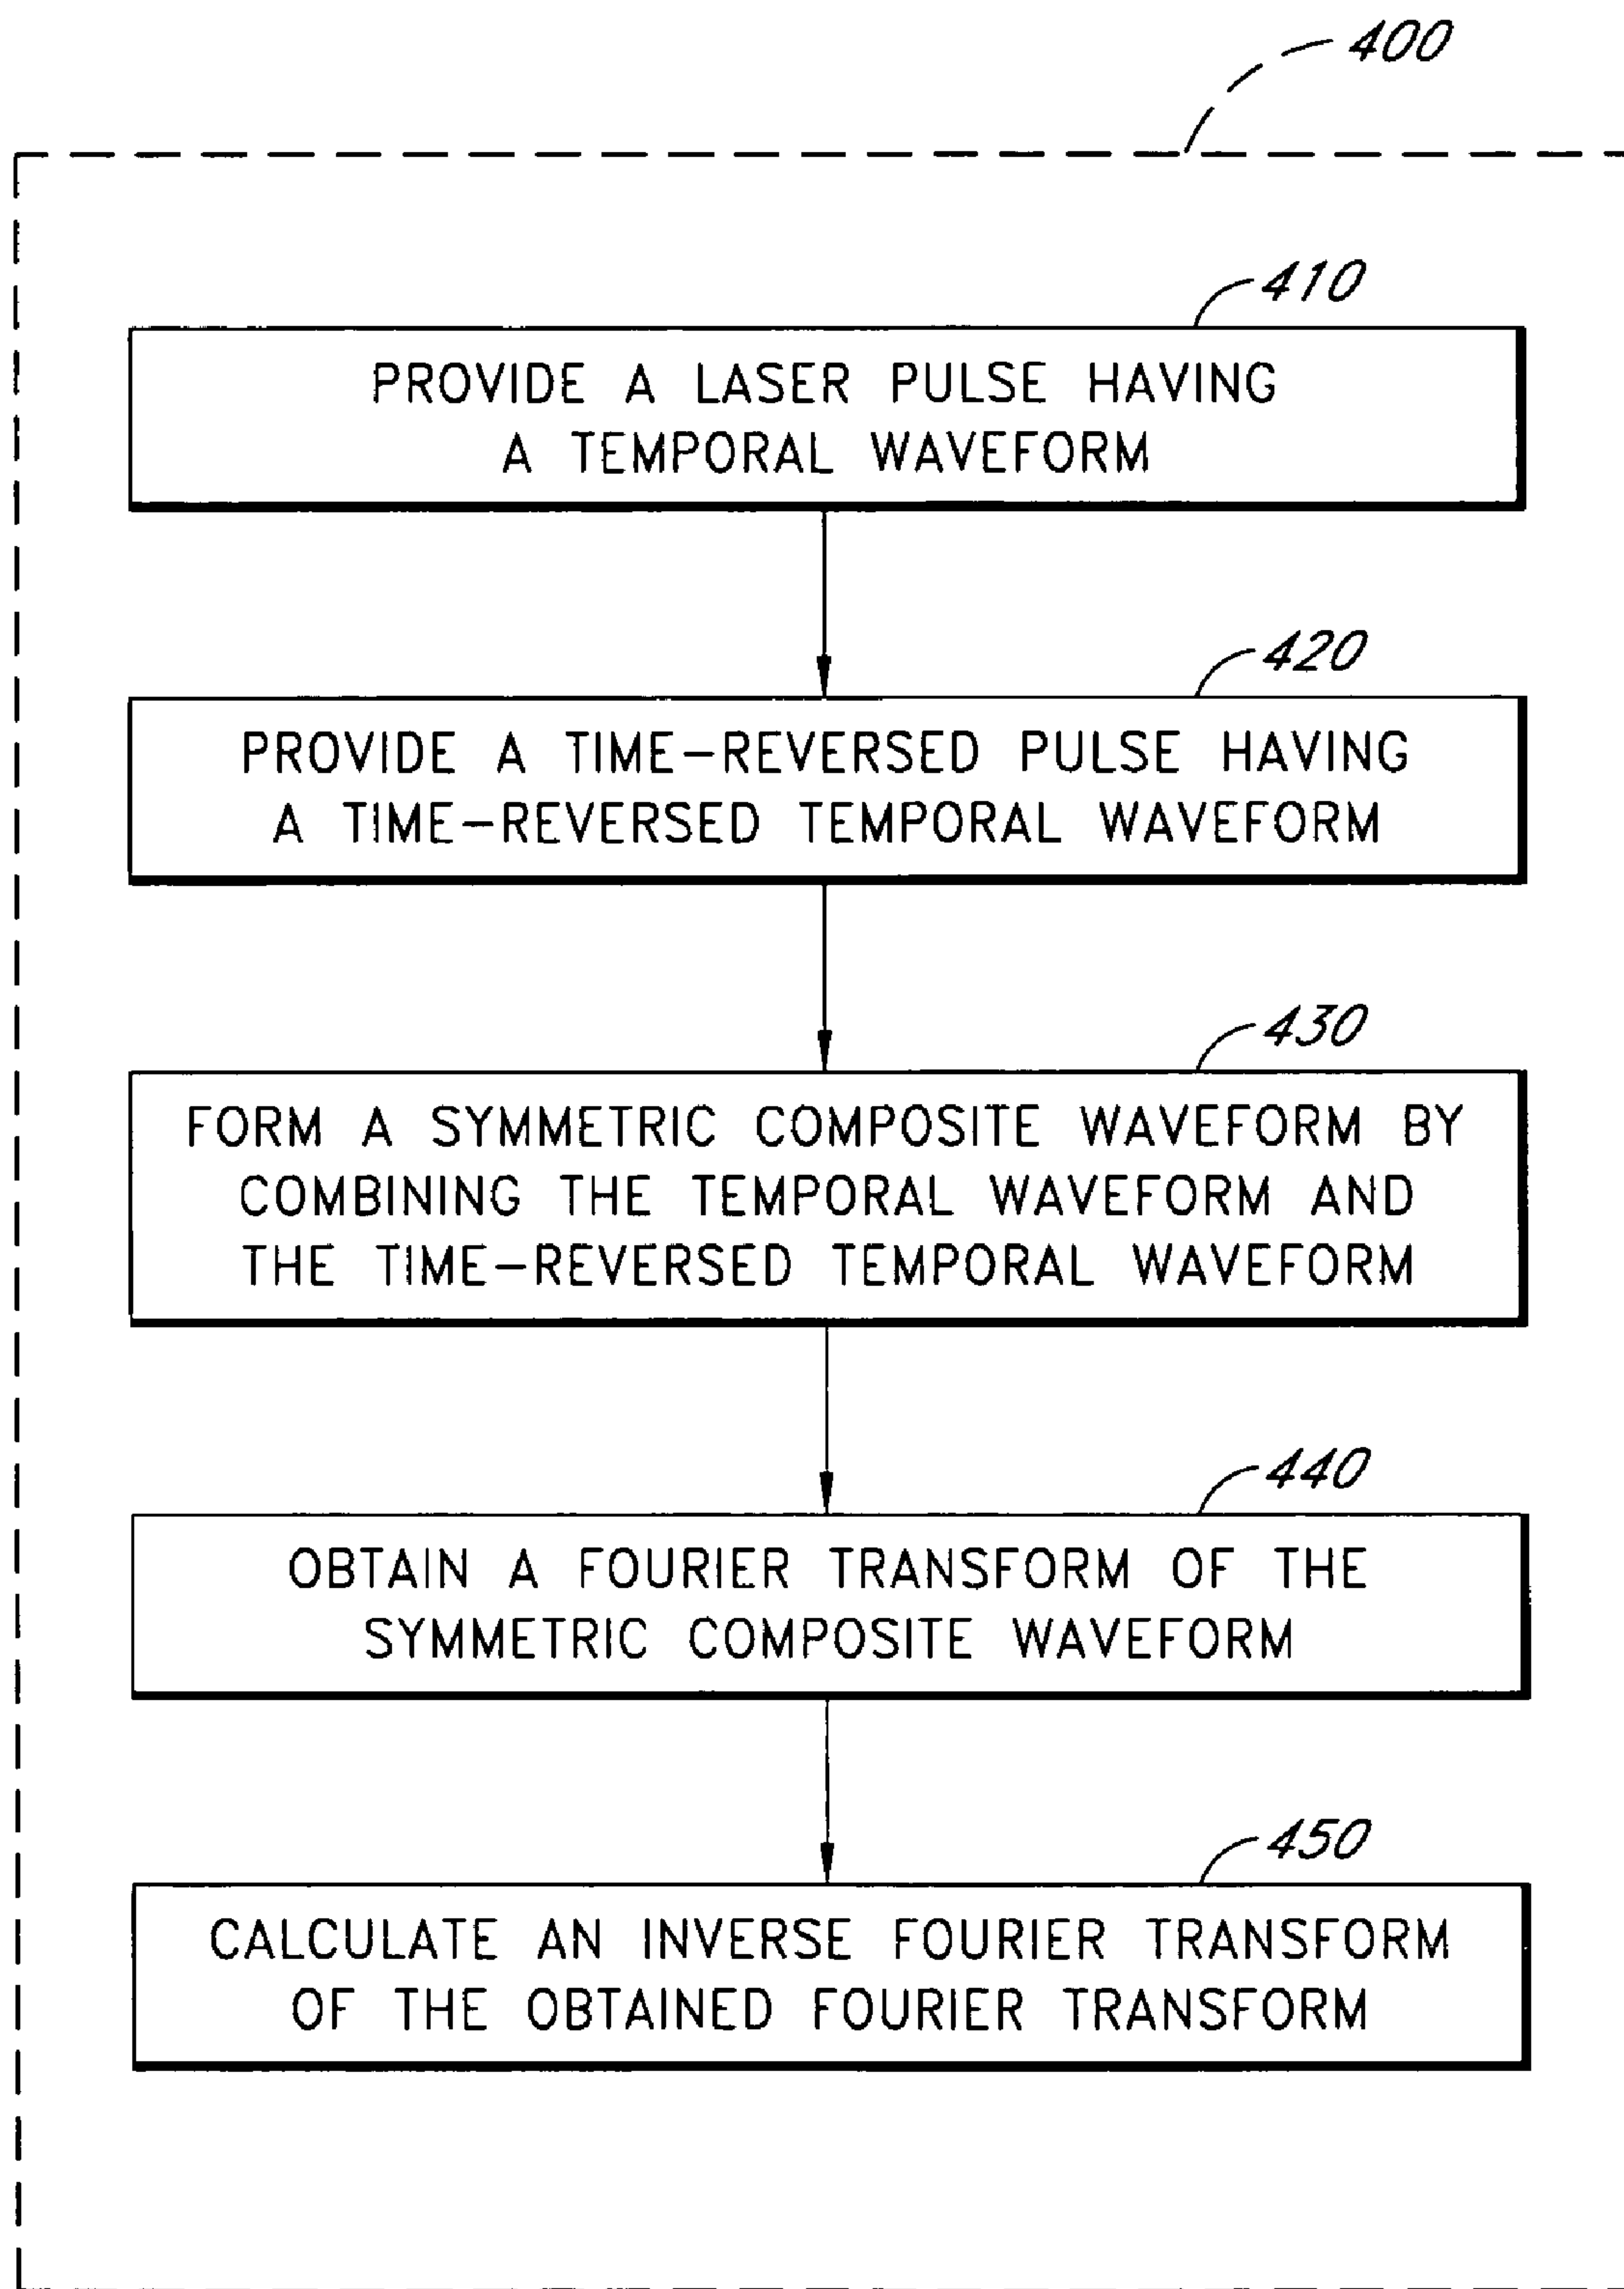 400
410
PROVIDE A LASER PULSE HAVING
A TEMPORAL WAVEFORM
420
PROVIDE A TIME-REVERSED PULSE HAVING
A TIME-REVERSED TEMPORAL WAVEFORM
430
FORM A SYMMETRIC COMPOSITE WAVEFORM BY
COMBINING THE TEMPORAL WAVEFORM AND
THE TIME-REVERSED TEMPORAL WAVEFORM
440
OBTAIN A FOURIER TRANSFORM OF THE
SYMMETRIC COMPOSITE WAVEFORM
450
CALCULATE AN INVERSE FOURIER TRANSFORM
OF THE OBTAINED FOURIER TRANSFORM